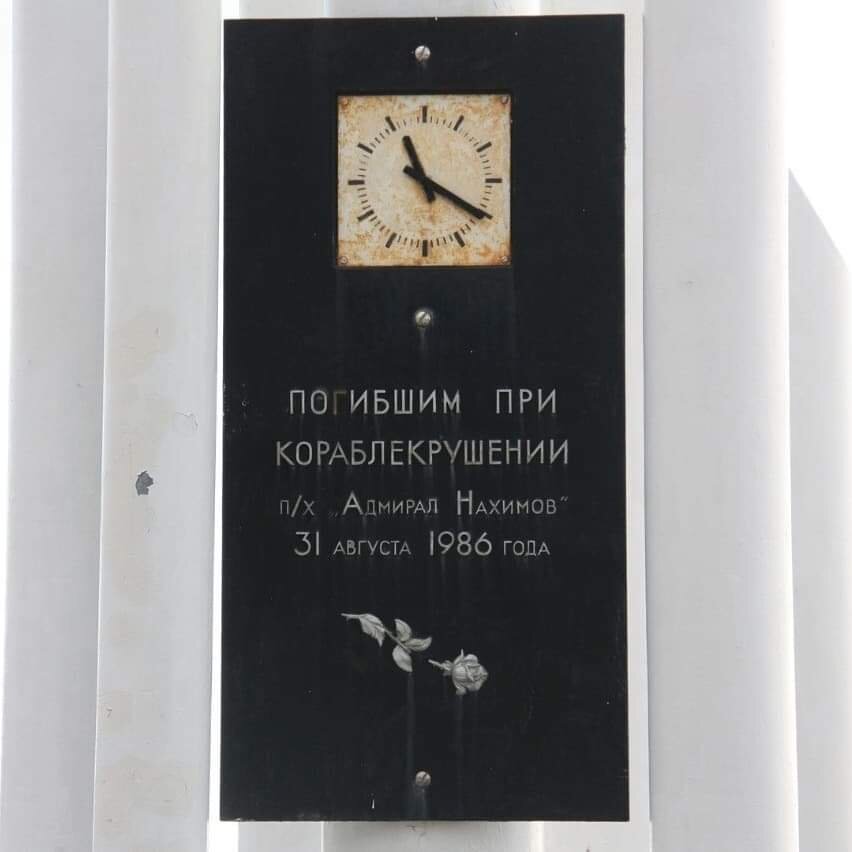 ПОГИБШИМ ПРИ
КОРАБЛЕКРУШЕНИИ
п/х „Адмирал Нахимов“
31 августа 1986 года